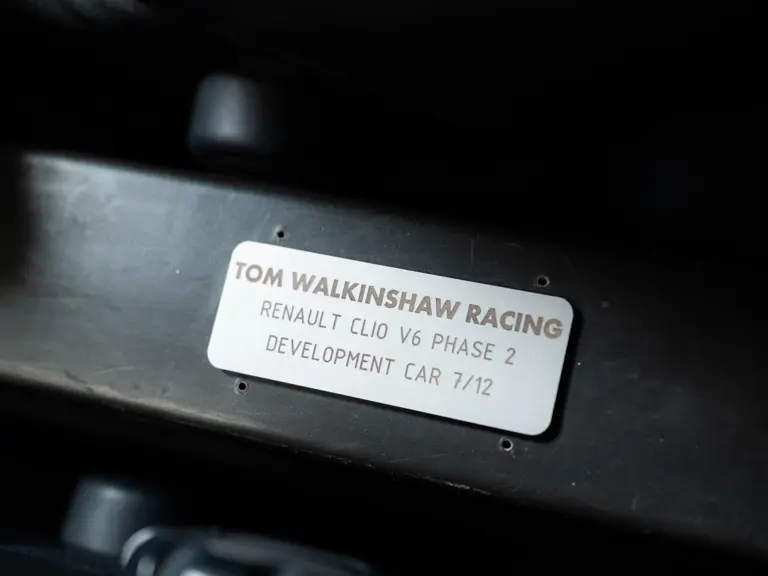 TOM WALKINSHAW RACING
RENAULT CLIO V6 PHASE 2
DEVELOPMENT CAR 7/12